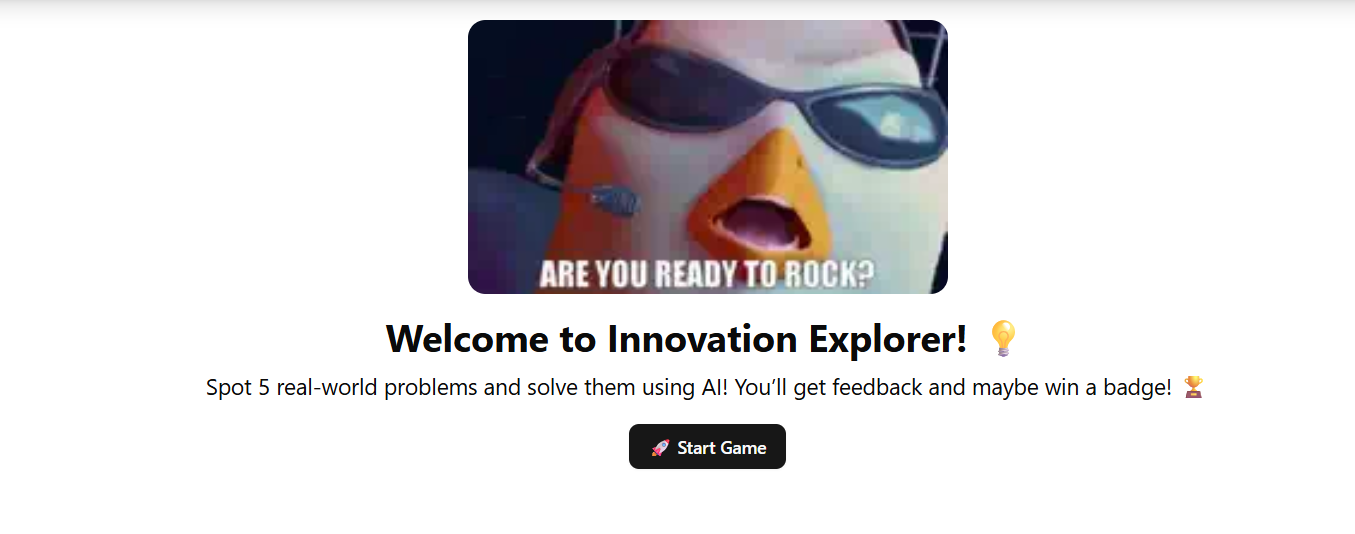 ARE YOU READY TO ROCK?
Welcome to Innovation Explorer! 💡
Spot 5 real-world problems and solve them using AI! You’ll get feedback and maybe win a badge! 🏆
🚀 Start Game